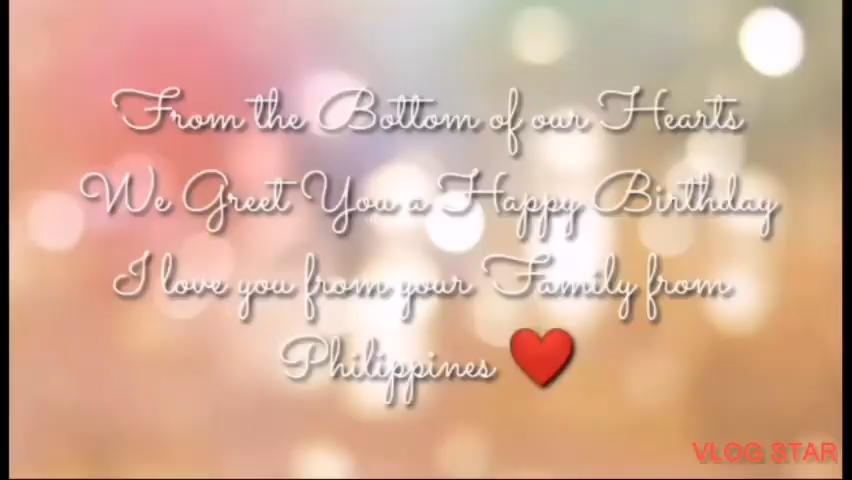 From the Bottom of our Hearts
We Greet You a Happy Birthday
I love you from your Family from
Philippines ❤
VLOG STAR